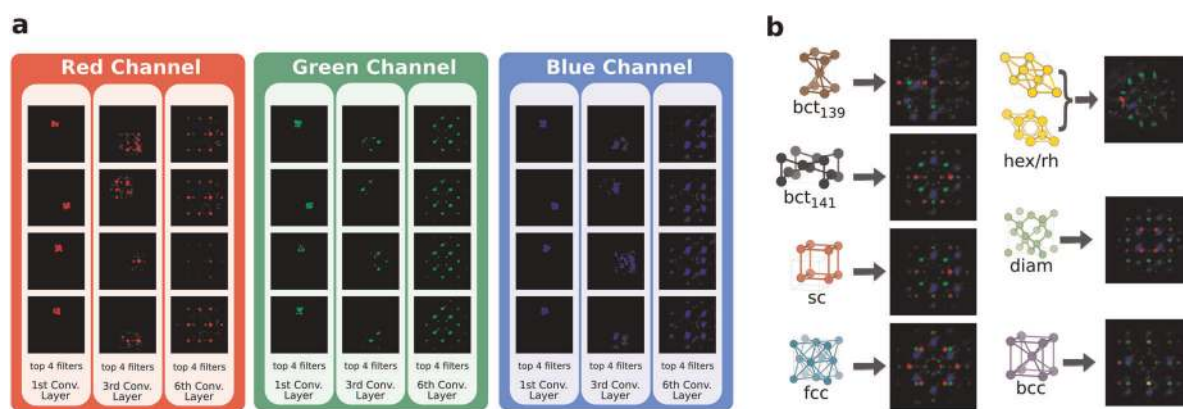 a
Red Channel
top 4 filters
1st Conv.
Layer
top 4 filters
3rd Conv.
Layer
top 4 filters
6th Conv.
Layer
Green Channel
top 4 filters
1st Conv.
Layer
top 4 filters
3rd Conv.
Layer
top 4 filters
6th Conv.
Layer
Blue Channel
top 4 filters
1st Conv.
Layer
top 4 filters
3rd Conv.
Layer
top 4 filters
6th Conv.
Layer
b
bct139
bct141
sc
fcc
hex/rh
diam
bcc